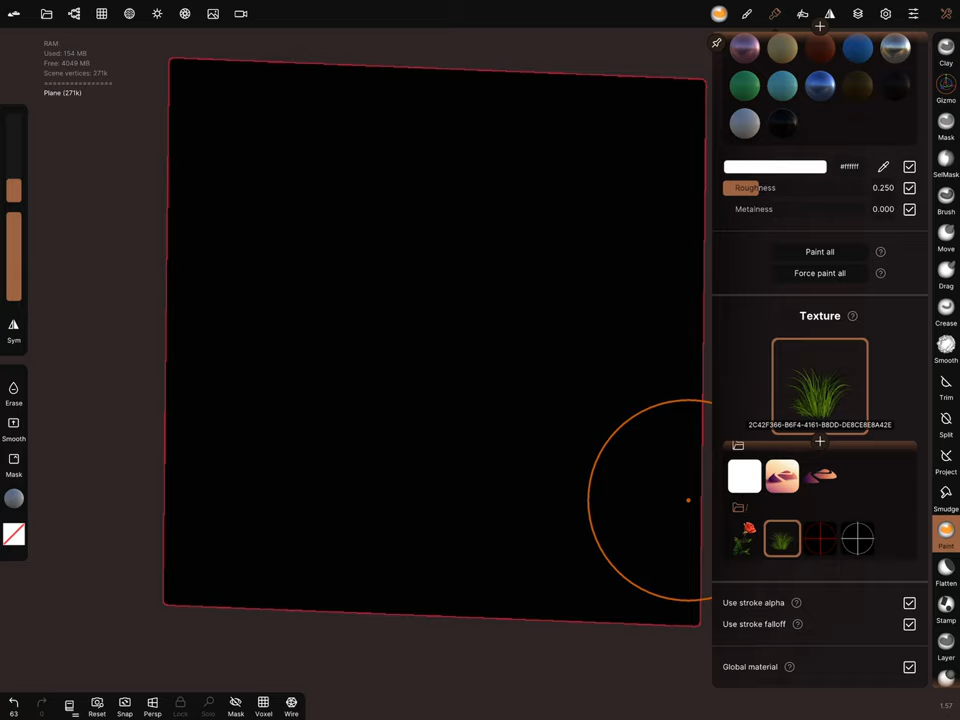 RAM
Used: 154 MB
Free: 4049 MB
Scene vertices: 271k
================
Plane (271k)
Sym
Erase
Smooth
Mask
63
0
Reset
Snap
Persp
Lock
Solo
Mask
Voxel
Wire
#ffffff
Roughness
0.250
Metalness
0.000
Paint all
?
Force paint all
?
Texture
?
2C42F366-B6F4-4161-B8DD-DE8CE8E8A42E
/
Use stroke alpha
?
Use stroke falloff
?
Global material
?
Clay
Gizmo
Mask
SelMask
Brush
Move
Drag
Crease
Smooth
Trim
Split
Project
Smudge
Paint
Flatten
Stamp
Layer
1.57